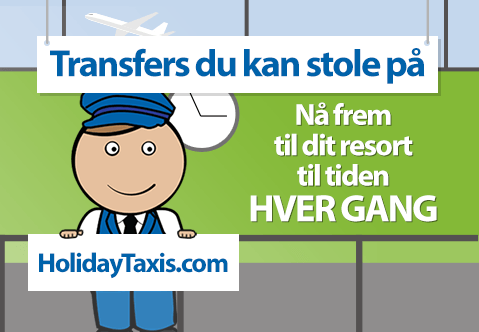 Transfers du kan stole på
Nå frem
til dit resort
til tiden
HVER GANG
HolidayTaxis.com